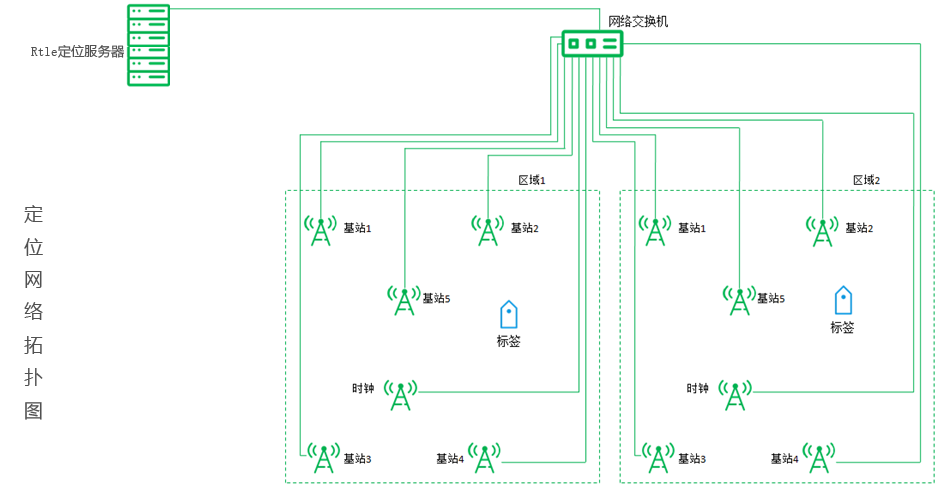 网络交换机
Rtle定位服务器
定位网络拓扑图
区域1
基站1
基站2
基站5
标签
时钟
基站3
基站4
区域2
基站1
基站2
基站5
标签
时钟
基站3
基站4